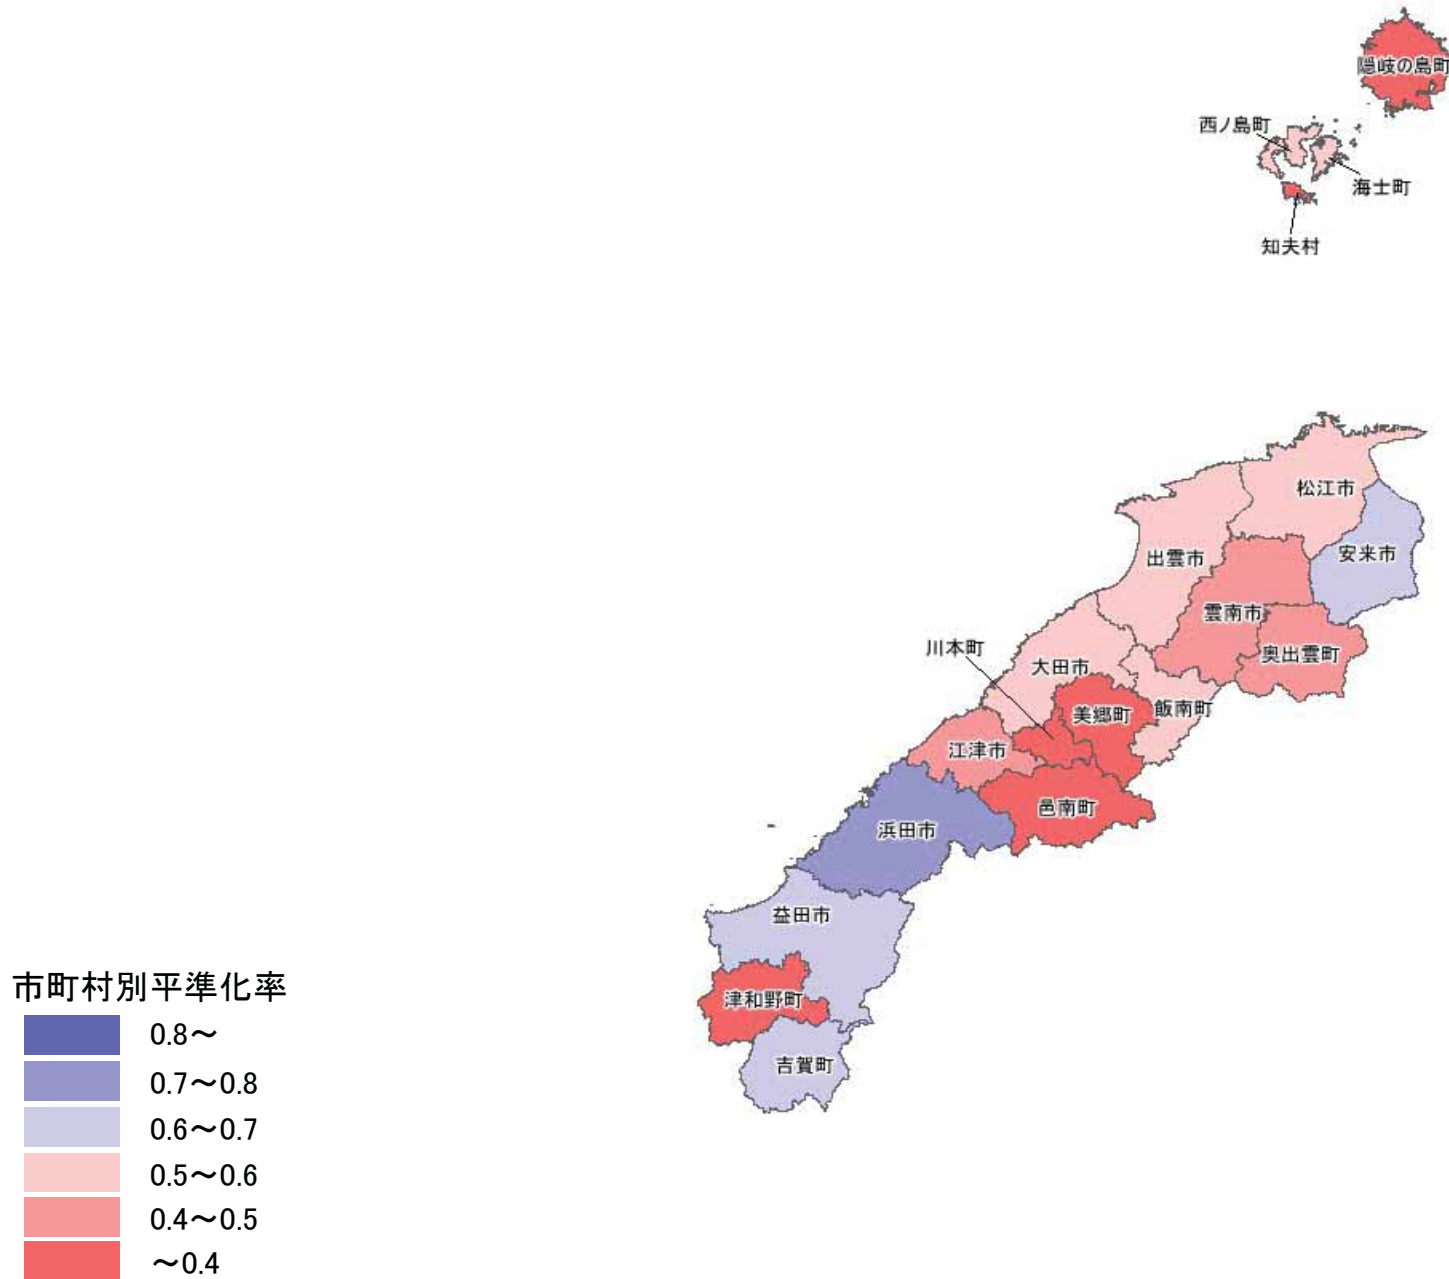 隠岐の島町
西ノ島町
海士町
知夫村
松江市
安来市
出雲市
雲南市
奥出雲町
川本町
大田市
美郷町
飯南町
江津市
邑南町
浜田市
益田市
津和野町
吉賀町
市町村別平準化率
0.8～
0.7～0.8
0.6～0.7
0.5～0.6
0.4～0.5
～0.4